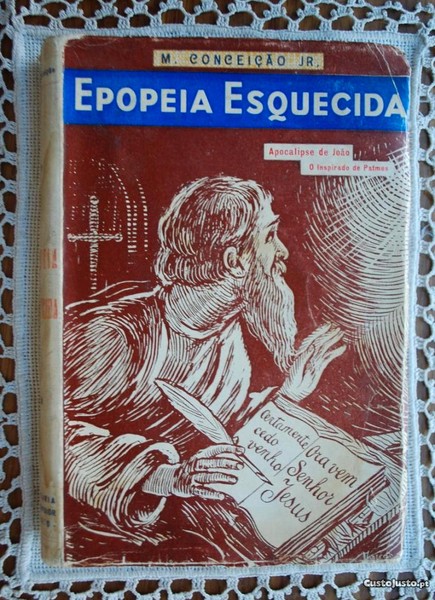 M. CONCEIÇÃO JR.
EPOPEIA ESQUECIDA
Apocalipse de João
O Inspirado de Patmos
Certamente
cedo
venho,
Ora vem
Senhor
Jesus
CustoJusto.pt